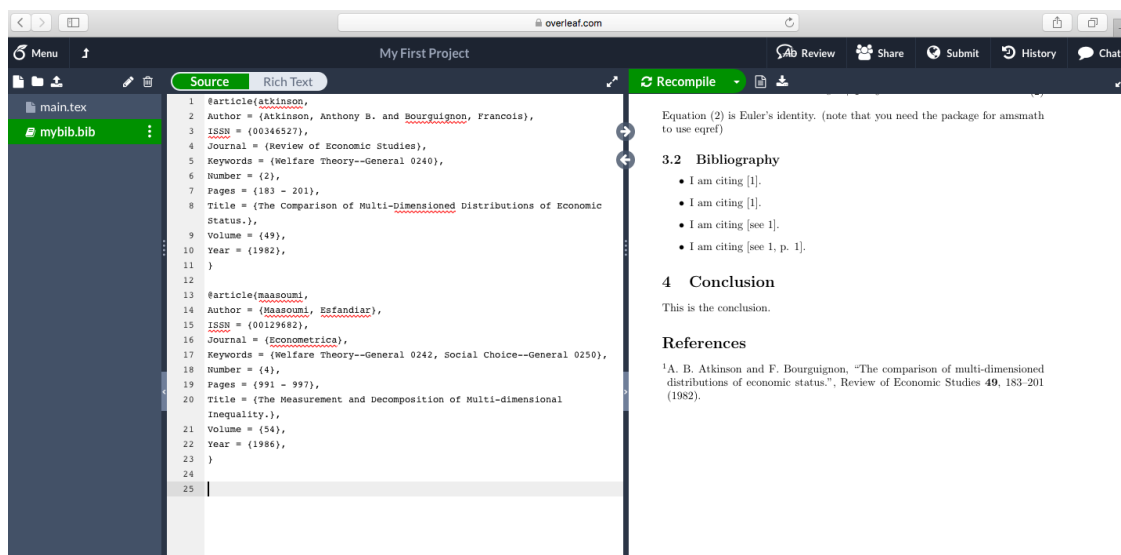 overleaf.com
Menu
My First Project
Review
Share
Submit
History
Chat
Source
Rich Text
Recompile
main.tex
mybib.bib
1 @article{atkinson,
2 Author = {Atkinson, Anthony B. and Bourguignon, Francois},
3 ISSN = {00346527},
4 Journal = {Review of Economic Studies},
5 Keywords = {Welfare Theory--General 0240},
6 Number = {2},
7 Pages = {183 - 201},
8 Title = {The Comparison of Multi-Dimensioned Distributions of Economic
Status.},
9 Volume = {49},
10 Year = {1982},
11 }
12
13 @article{maasoumi,
14 Author = {Maasoumi, Esfandiar},
15 ISSN = {00129682},
16 Journal = {Econometrica},
17 Keywords = {Welfare Theory--General 0242, Social Choice--General 0250},
18 Number = {4},
19 Pages = {991 - 997},
20 Title = {The Measurement and Decomposition of Multi-dimensional
Inequality.},
21 Volume = {54},
22 Year = {1986},
23 }
24
25
Equation (2) is Euler's identity. (note that you need the package for amsmath
to use eqref)
3.2 Bibliography
• I am citing [1].
• I am citing [1].
• I am citing [see 1].
• I am citing [see 1, p. 1].
4 Conclusion
This is the conclusion.
References
¹A. B. Atkinson and F. Bourguignon, “The comparison of multi-dimensioned
distributions of economic status.”, Review of Economic Studies 49, 183–201
(1982).